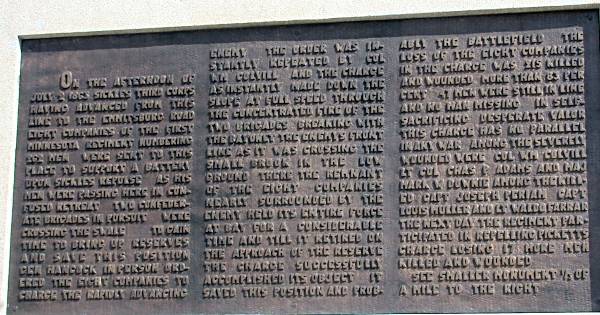 ON THE AFTERNOON OF
JULY 2 1863 SICKLES THIRD CORPS
HAVING ADVANCED FROM THIS
LINE TO THE EMMITSBURG ROAD
EIGHT COMPANIES OF THE FIRST
MINNESOTA REGIMENT NUMBERING
262 MEN WERE SENT TO THIS
PLACE TO SUPPORT A BATTERY
UPON SICKLES REPULSE AS HIS
MEN WERE PASSING HERE IN CON-
FUSED RETREAT TWO CONFEDER-
ATE BRIGADES IN PURSUIT WERE
CROSSING THE SWALE TO GAIN
TIME TO BRING UP RESERVES
AND SAVE THIS POSITION
GEN HANCOCK IN PERSON ORD-
ERED THE EIGHT COMPANIES TO
CHARGE THE RAPIDLY ADVANCING
ENEMY THE ORDER WAS IN-
STANTLY REPEATED BY COL
WM COLVILL AND THE CHARGE
AS INSTANTLY MADE DOWN THE
SLOPE AT FULL SPEED THROUGH
THE CONCENTRATED FIRE OF THE
TWO BRIGADES BREAKING WITH
THE BAYONET THE ENEMYS FRONT
LINE AS IT WAS CROSSING THE
SMALL BROOK IN THE LOW
GROUND THERE THE REMNANT
OF THE EIGHT COMPANIES
NEARLY SURROUNDED BY THE
ENEMY HELD ITS ENTIRE FORCE
AT BAY FOR A CONSIDERABLE
TIME AND TILL IT RETIRED ON
THE APPROACH OF THE RESERVE
THE CHARGE SUCCESSFULLY
ACCOMPLISHED ITS OBJECT IT
SAVED THIS POSITION AND PROB-
ABLY THE BATTLEFIELD THE
LOSS OF THE EIGHT COMPANIES
IN THE CHARGE WAS 215 KILLED
AND WOUNDED MORE THAN 83 PER
CENT 47 MEN WERE STILL IN LINE
AND NO MAN MISSING IN SELF-
SACRIFICING DESPERATE VALOR
THIS CHARGE HAS NO PARALLEL
IN ANY WAR AMONG THE SEVERELY
WOUNDED WERE COL WM COLVILL
LT COL CHAS P ADAMS AND MAJ
MARK W DOWNIE AMONG THE KILL-
ED CAPT JOSEPH PERIAM CAPT
LOUIS MULLER AND LT WALDO FARRAR
THE NEXT DAY THE REGIMENT PAR-
TICIPATED IN REPELLING PICKETTS
CHARGE LOSING 17 MORE MEN
KILLED AND WOUNDED
SEE SMALLER MONUMENT 1/5 OF
A MILE TO THE RIGHT